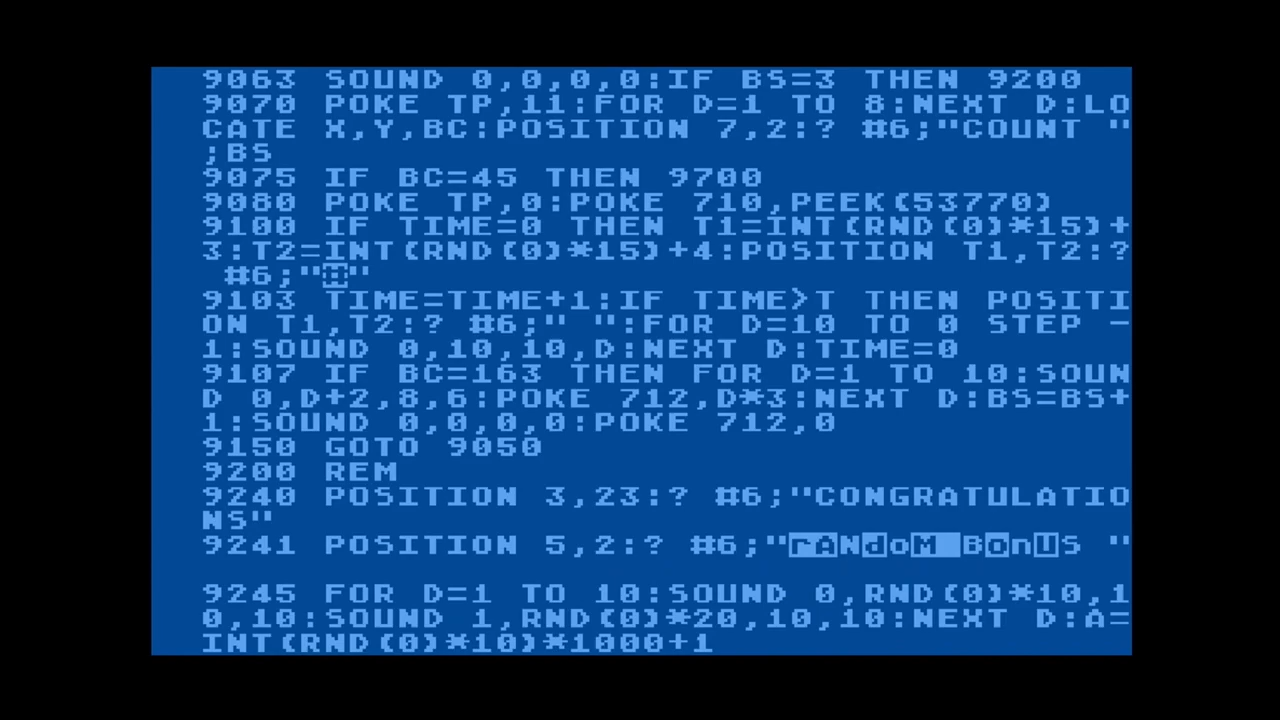 9063 SOUND 0,0,0,0:IF BS=3 THEN 9200
9070 POKE TP,11:FOR D=1 TO 8:NEXT D:LO
CATE X,Y,BC:POSITION 7,2:? #6;"COUNT "
;BS
9075 IF BC=45 THEN 9700
9080 POKE TP,0:POKE 710,PEEK(53770)
9100 IF TIME=0 THEN T1=INT(RND(0)*15)+
3:T2=INT(RND(0)*15)+4:POSITION T1,T2:?
 #6;"#"
9103 TIME=TIME+1:IF TIME>T THEN POSITI
ON T1,T2:? #6;" ":FOR D=10 TO 0 STEP -
1:SOUND 0,10,10,D:NEXT D:TIME=0
9107 IF BC=163 THEN FOR D=1 TO 10:SOUN
D 0,D+2,8,6:POKE 712,D*3:NEXT D:BS=BS+
1:SOUND 0,0,0,0:POKE 712,0
9150 GOTO 9050
9200 REM
9240 POSITION 3,23:? #6;"CONGRATULATIO
NS"
9241 POSITION 5,2:? #6;"rANdoM BonUS "
9245 FOR D=1 TO 10:SOUND 0,RND(0)*10,1
0,10:SOUND 1,RND(0)*20,10,10:NEXT D:A=
INT(RND(0)*10)*1000+1